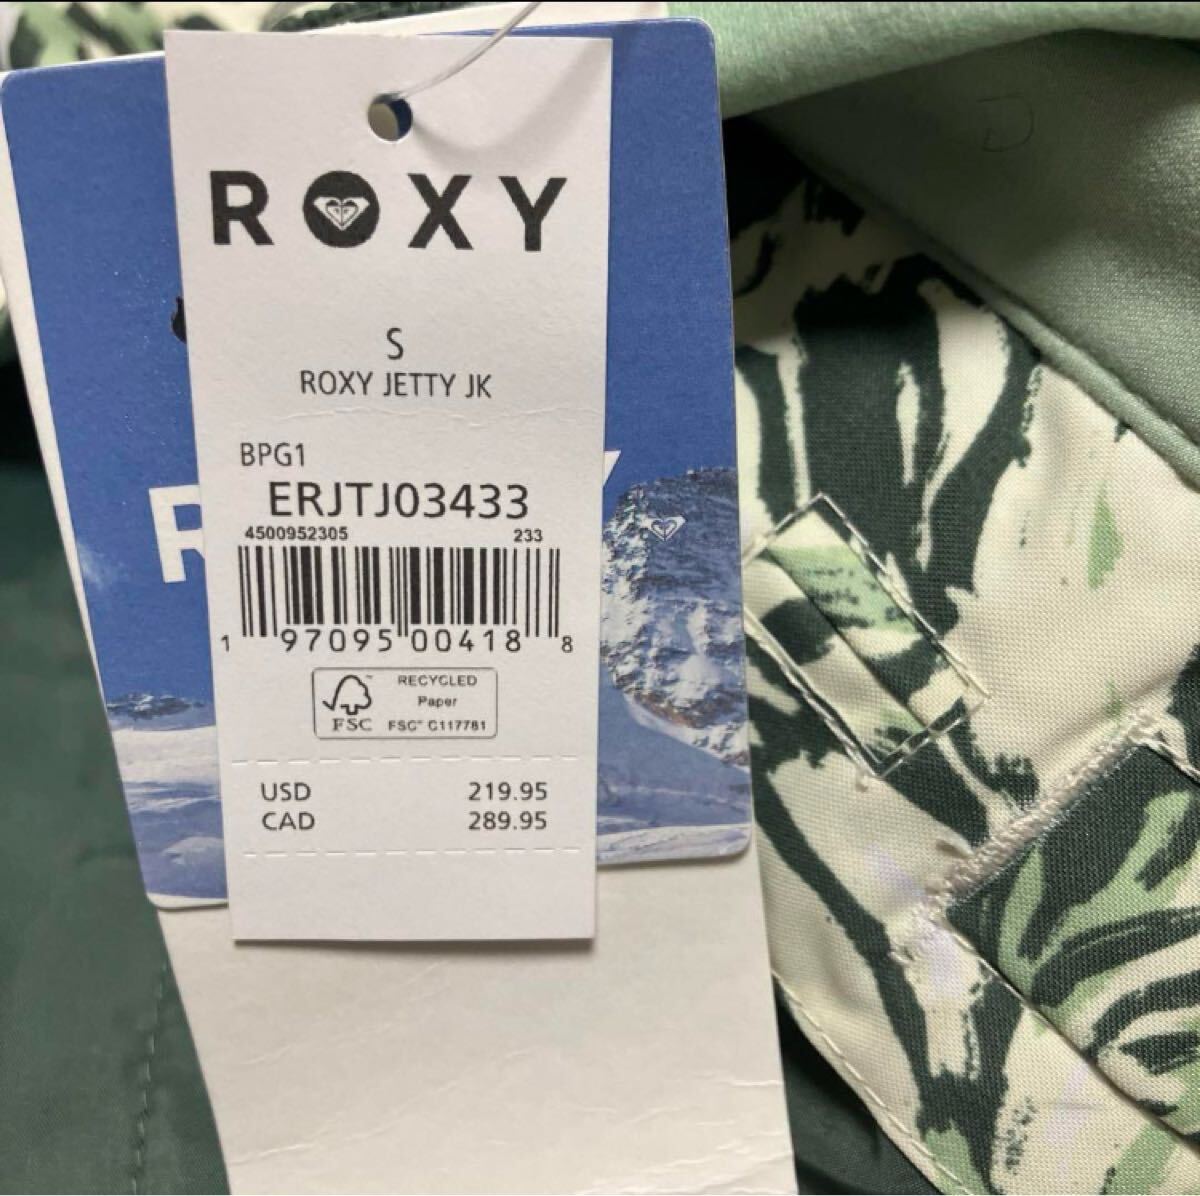 ROXY
S
ROXY JETTY JK
BPG1
ERJTJ03433
4500952305 233
1 97095 00418 8
FSC™
RECYCLED
Paper
FSC® C117781
USD 219.95
CAD 289.95
R Y